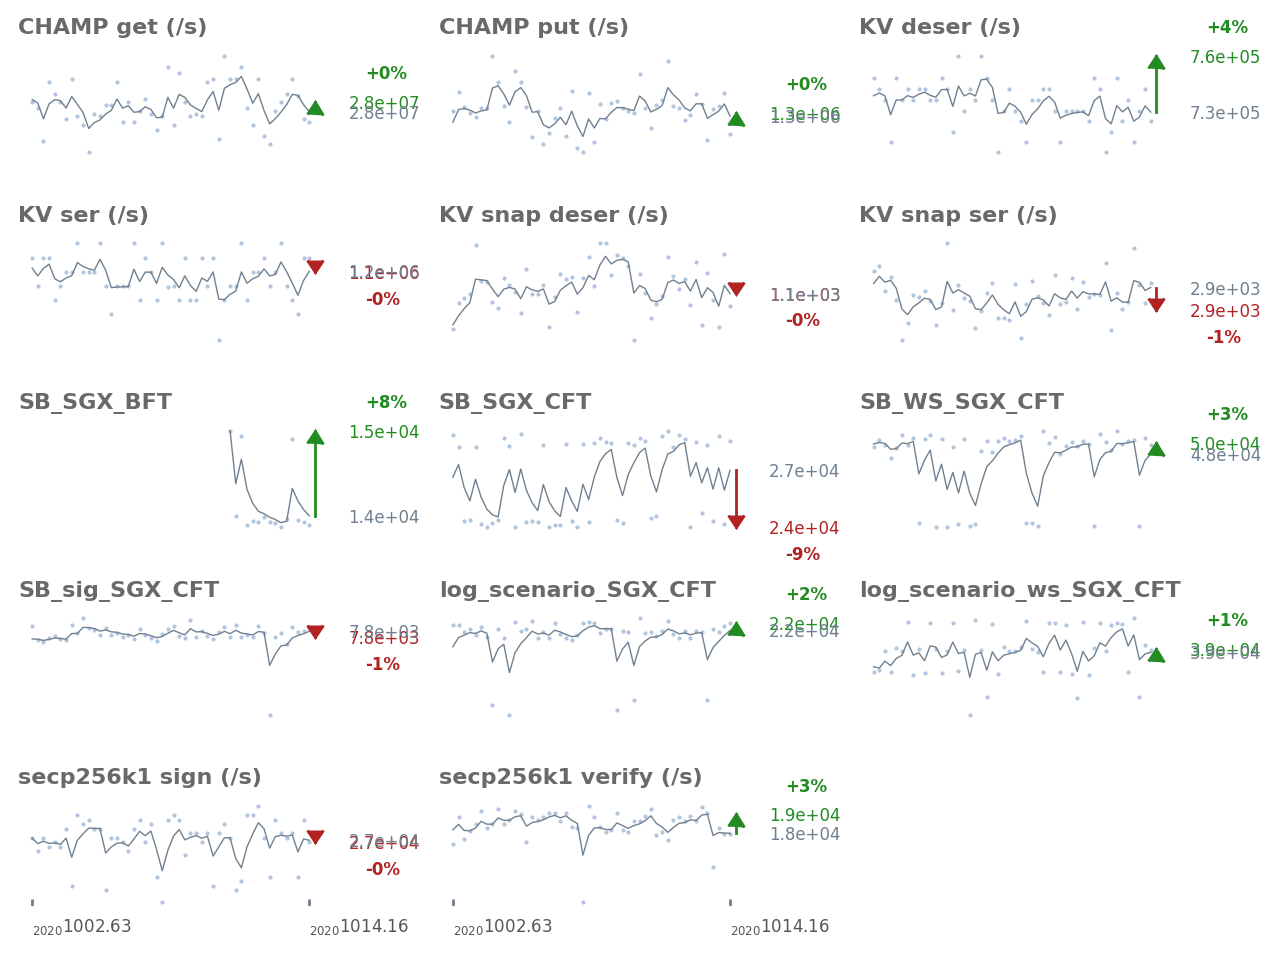 CHAMP get (/s)
+0%
2.8e+07
2.8e+07
CHAMP put (/s)
+0%
1.3e+06
1.3e+06
KV deser (/s)
+4%
7.6e+05
7.3e+05
KV ser (/s)
1.1e+06
-0%
KV snap deser (/s)
1.1e+03
-0%
KV snap ser (/s)
2.9e+03
2.9e+03
-1%
SB_SGX_BFT
+8%
1.5e+04
1.4e+04
SB_SGX_CFT
2.7e+04
2.4e+04
-9%
SB_WS_SGX_CFT
+3%
5.0e+04
4.8e+04
SB_sig_SGX_CFT
7.8e+03
7.8e+03
-1%
log_scenario_SGX_CFT
+2%
2.2e+04
2.2e+04
log_scenario_ws_SGX_CFT
+1%
3.9e+04
3.9e+04
secp256k1 sign (/s)
2.7e+04
2.7e+04
-0%
secp256k1 verify (/s)
+3%
1.9e+04
1.8e+04
2020 1002.63
2020 1014.16
2020 1002.63
2020 1014.16